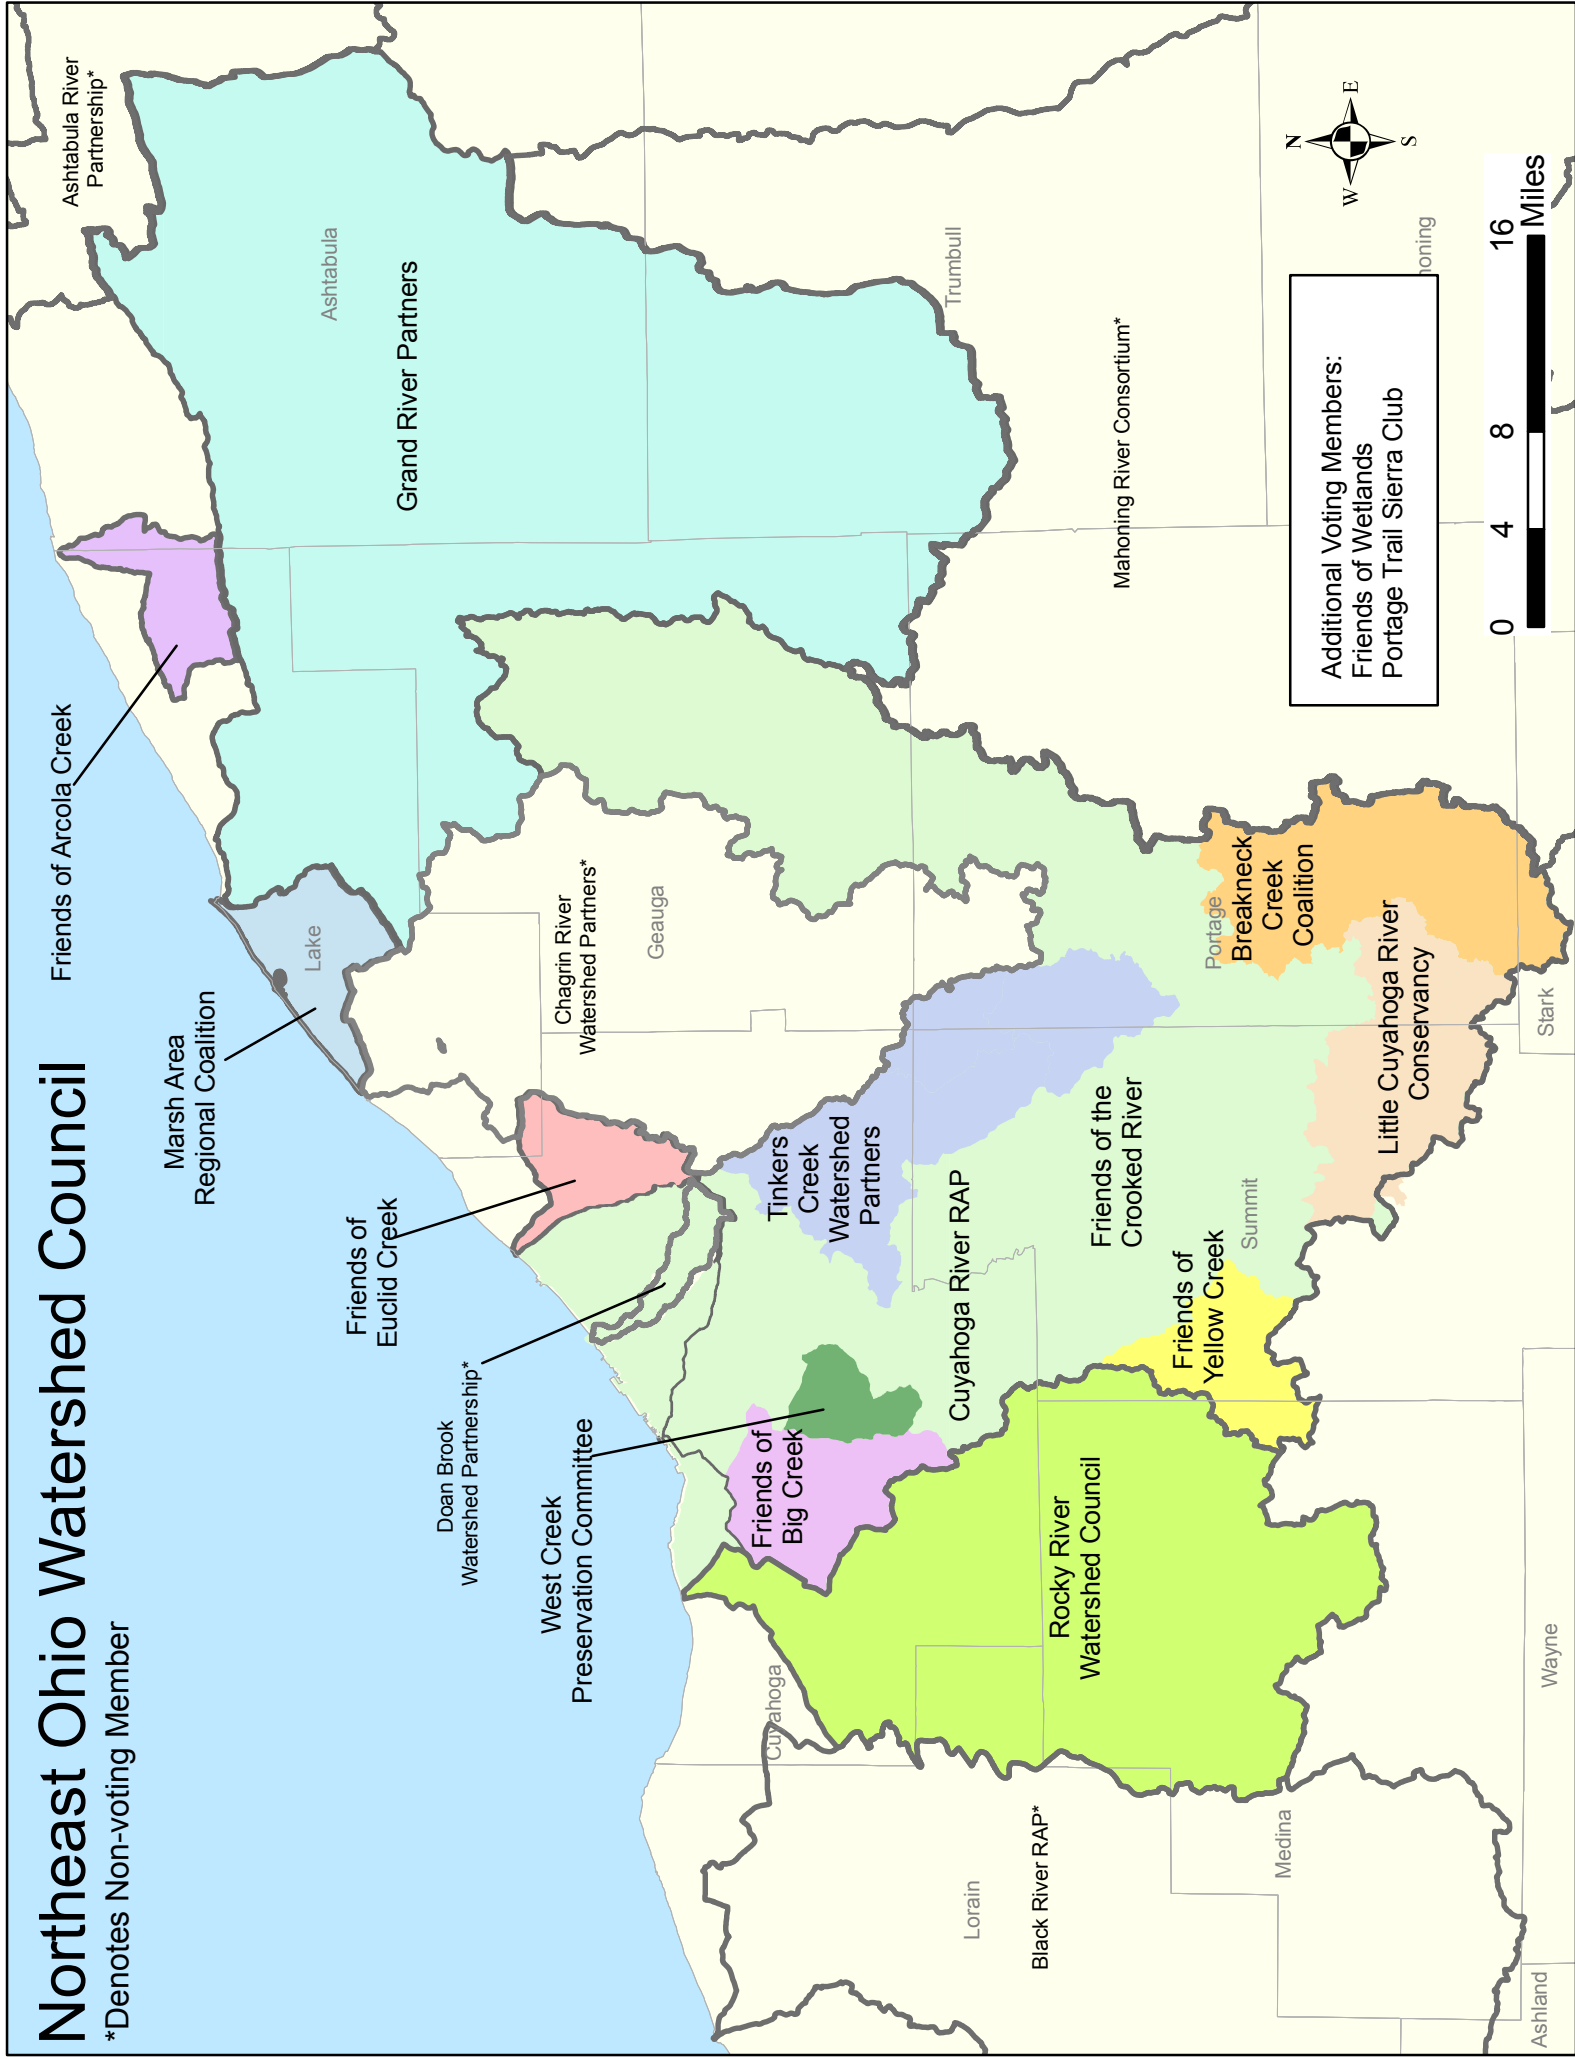 Northeast Ohio Watershed Council
*Denotes Non-voting Member
Ashtabula River
Partnership*
Friends of Arcola Creek
Marsh Area
Regional Coalition
Lake
Ashtabula
Grand River Partners
Friends of
Euclid Creek
Doan Brook
Watershed Partnership*
West Creek
Preservation Committee
Chagrin River
Watershed Partners*
Geauga
Cuyahoga
Friends of
Big Creek
Tinkers
Creek
Watershed
Partners
Trumbull
Cuyahoga River RAP
Lorain
Black River RAP*
Rocky River
Watershed Council
Friends of the
Crooked River
Mahoning River Consortium*
Friends of
Yellow Creek
Summit
Portage
Breakneck
Creek
Coalition
Medina
Little Cuyahoga River
Conservancy
N
W
E
S
Additional Voting Members:
Friends of Wetlands
Portage Trail Sierra Club
honing
Ashland
Wayne
Stark
0 4 8 16
Miles